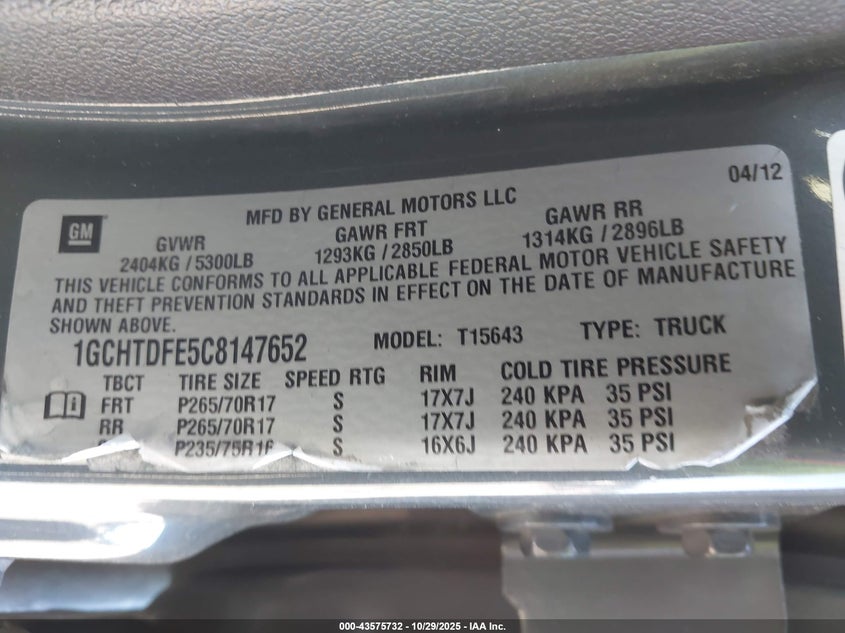 04/12
GM
MFD BY GENERAL MOTORS LLC
GVWR GAWR FRT GAWR RR
2404KG / 5300LB 1293KG / 2850LB 1314KG / 2896LB
THIS VEHICLE CONFORMS TO ALL APPLICABLE FEDERAL MOTOR VEHICLE SAFETY
AND THEFT PREVENTION STANDARDS IN EFFECT ON THE DATE OF MANUFACTURE
SHOWN ABOVE.
1GCHTDFE5C8147652 MODEL: T15643 TYPE: TRUCK
TBCT TIRE SIZE SPEED RTG RIM COLD TIRE PRESSURE
FRT P265/70R17 S 17X7J 240 KPA 35 PSI
RR P265/70R17 S 17X7J 240 KPA 35 PSI
P235/75R16 S 16X6J 240 KPA 35 PSI
000-43575732 - 10/29/2025 - IAA Inc.